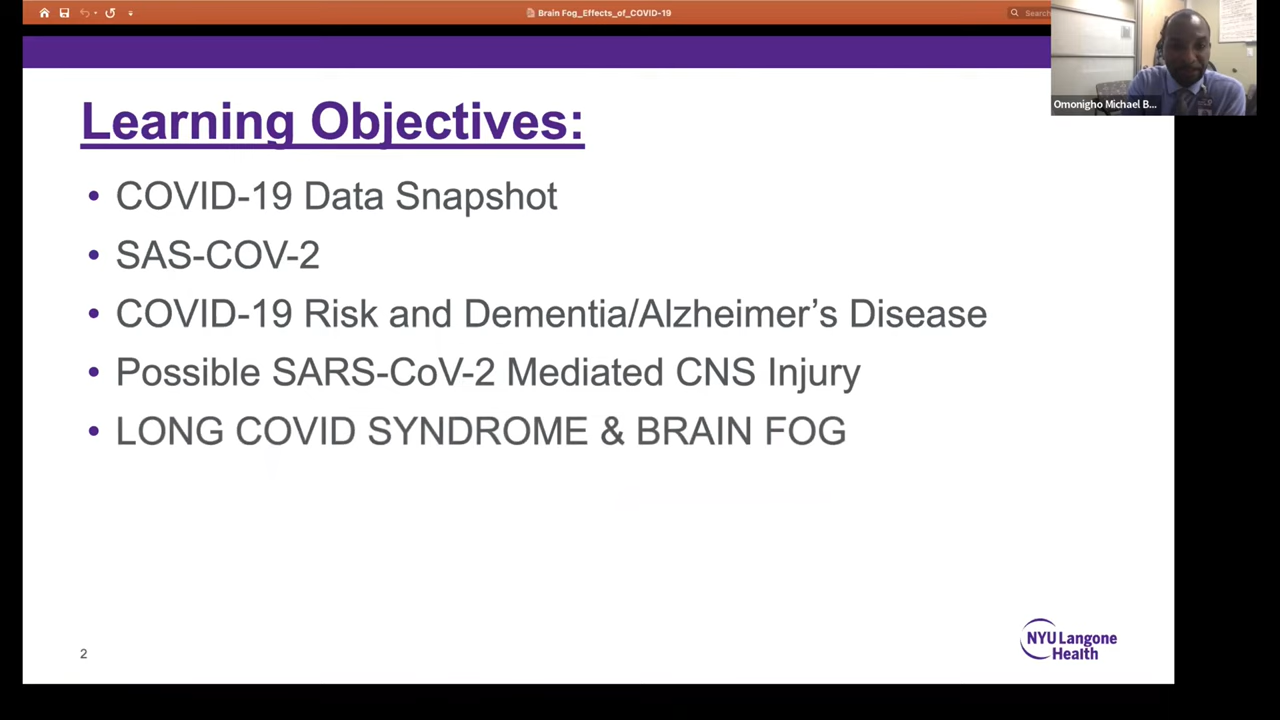 Brain Fog_Effects_of_COVID-19
Search
Omonigho Michael B...
Learning Objectives:
• COVID-19 Data Snapshot
• SAS-COV-2
• COVID-19 Risk and Dementia/Alzheimer’s Disease
• Possible SARS-CoV-2 Mediated CNS Injury
• LONG COVID SYNDROME & BRAIN FOG
2
NYU Langone
Health